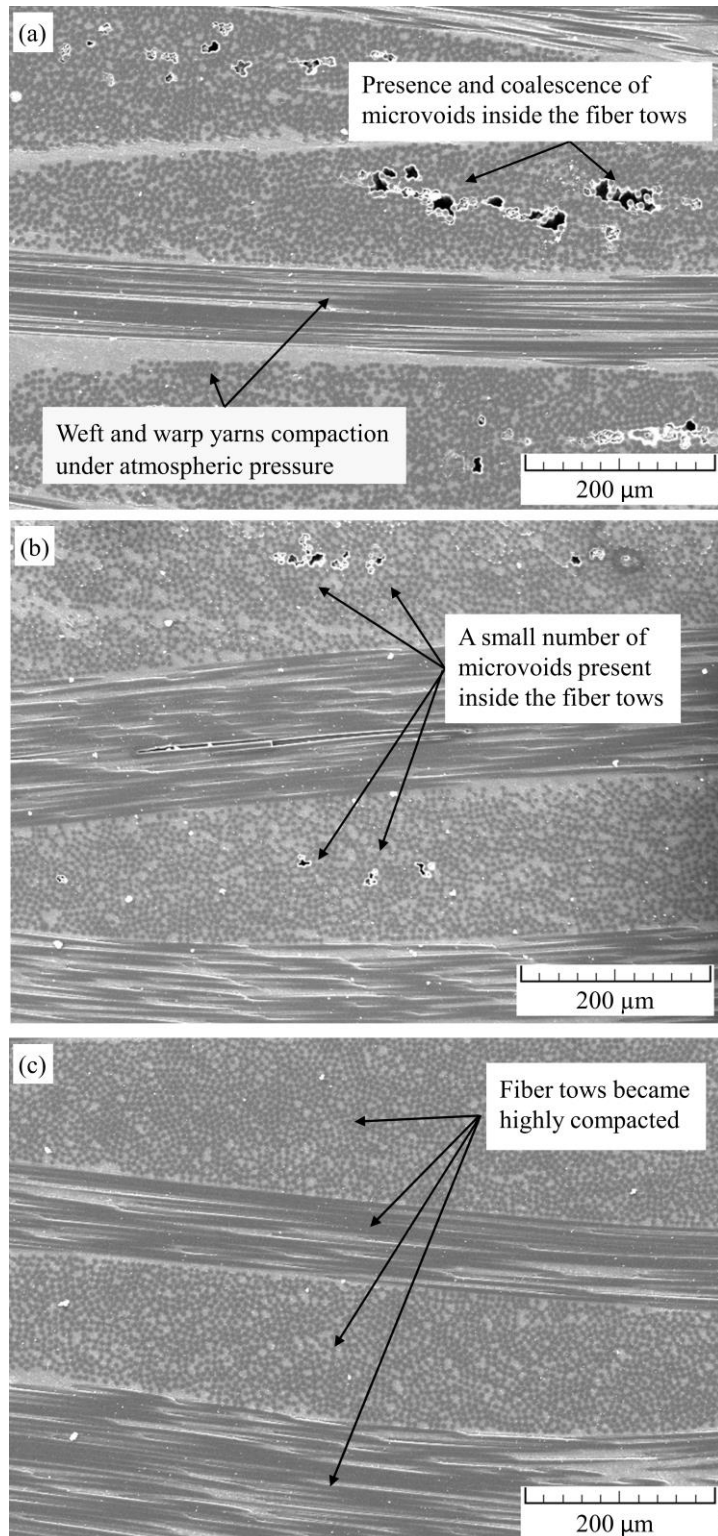 (a)
Presence and coalescence of
microvoids inside the fiber tows
Weft and warp yarns compaction
under atmospheric pressure
200 µm
(b)
A small number of
microvoids present
inside the fiber tows
200 µm
(c)
Fiber tows became
highly compacted
200 µm